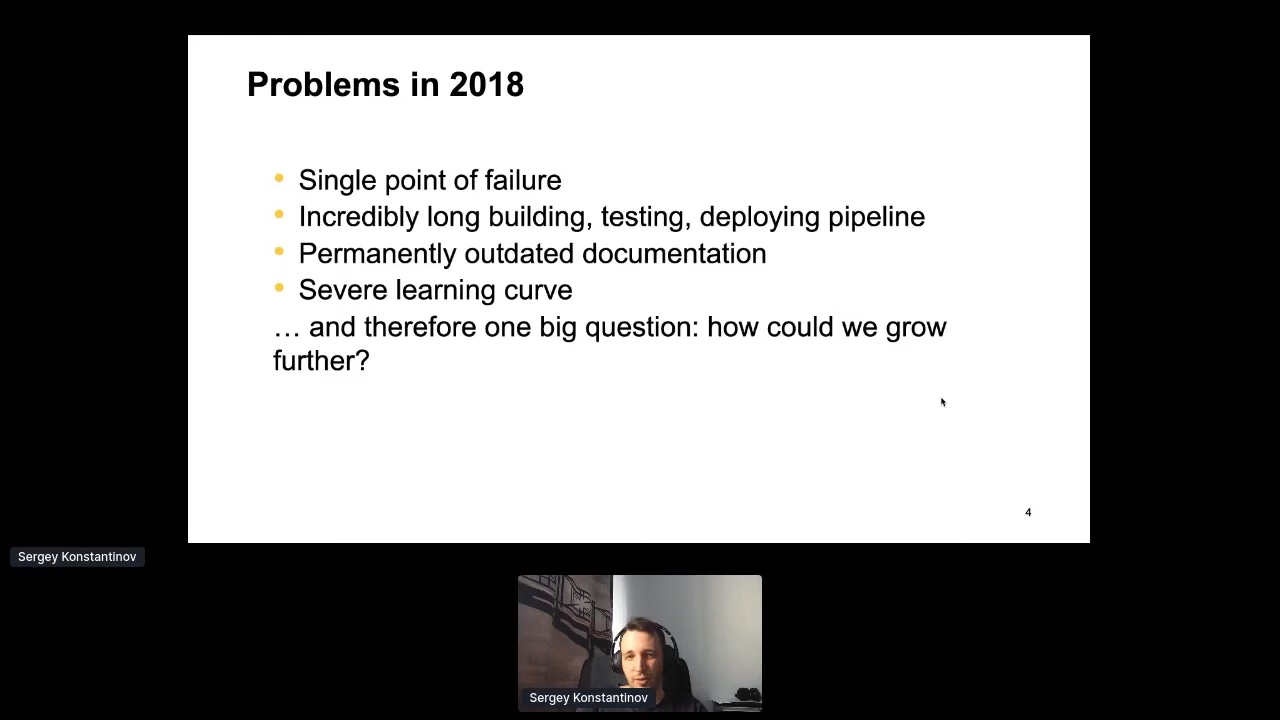 Problems in 2018
• Single point of failure
• Incredibly long building, testing, deploying pipeline
• Permanently outdated documentation
• Severe learning curve
… and therefore one big question: how could we grow
further?
4
Sergey Konstantinov
Sergey Konstantinov